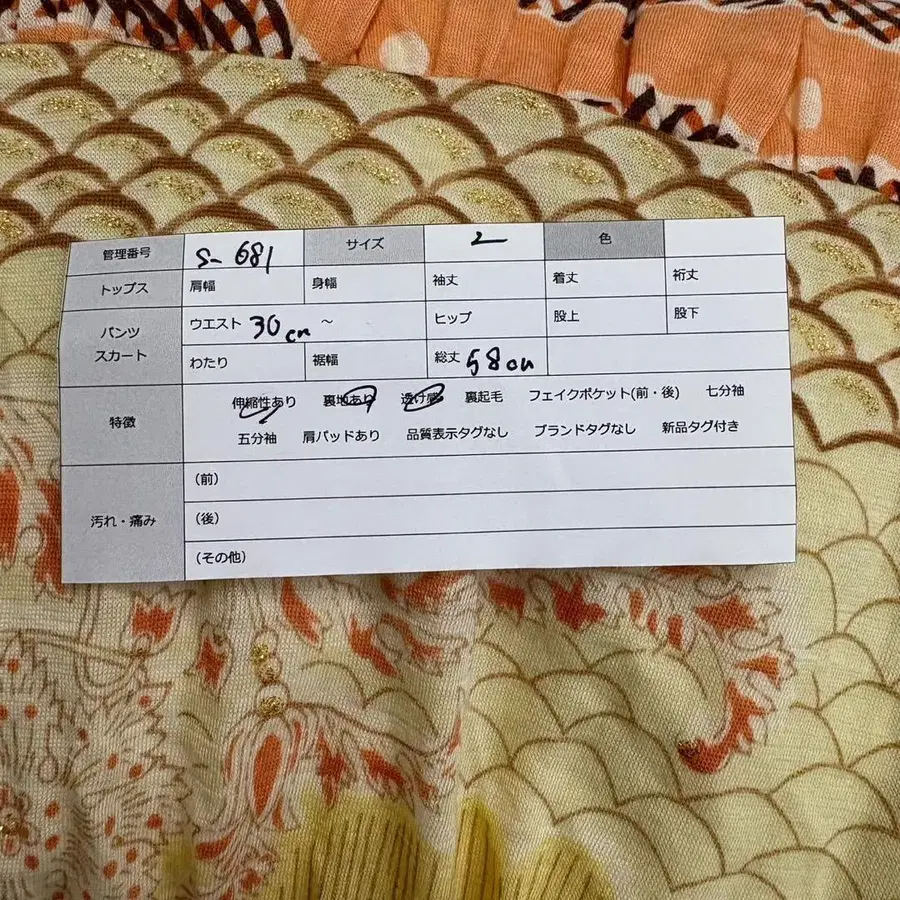 管理番号 S-681 サイズ 2 色
トップス 肩幅 身幅 袖丈 着丈 裄丈
パンツ スカート ウエスト 30cm ～ ヒップ 股上 股下
わたり 裾幅 総丈 58cm
特徴 伸縮性あり 裏地あり 透け感 裏起毛 フェイクポケット(前・後) 七分袖
五分袖 肩パッドあり 品質表示タグなし ブランドタグなし 新品タグ付き
汚れ・痛み (前)
(後)
(その他)